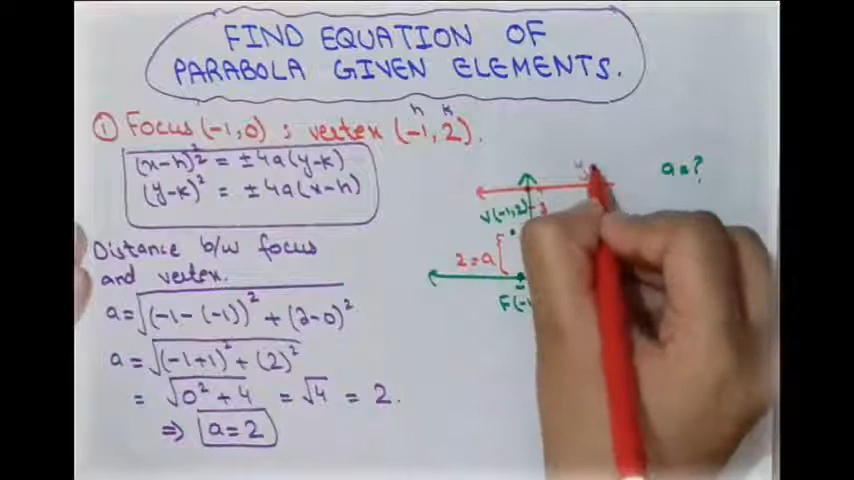 FIND EQUATION OF
PARABOLA GIVEN ELEMENTS.
① Focus (-1,0) ; vertex (-1, 2).
h k
(x-h)² = ±4a(y-k)
(y-k)² = ±4a(x-h)
Distance b/w focus
and vertex.
a=√(-1-(-1))² + (2-0)²
a = √(-1+1)² + (2)²
= √0² + 4 = √4 = 2.
⇒ a=2
a=?
V(-1,2)
2=a
F(-